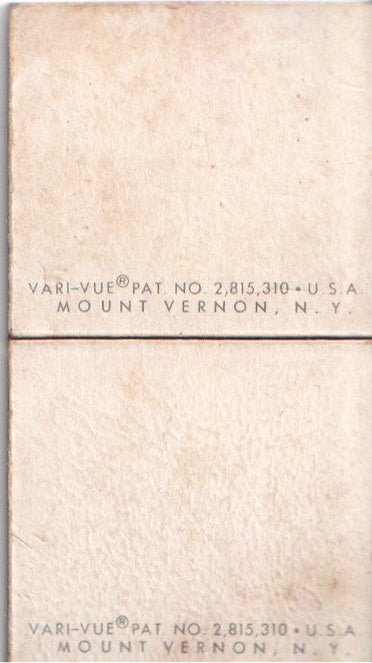 VARI-VUE® PAT. NO. 2,815,310 • U.S.A.
MOUNT VERNON, N.Y.
VARI-VUE® PAT. NO. 2,815,310 • U.S.A.
MOUNT VERNON, N.Y.